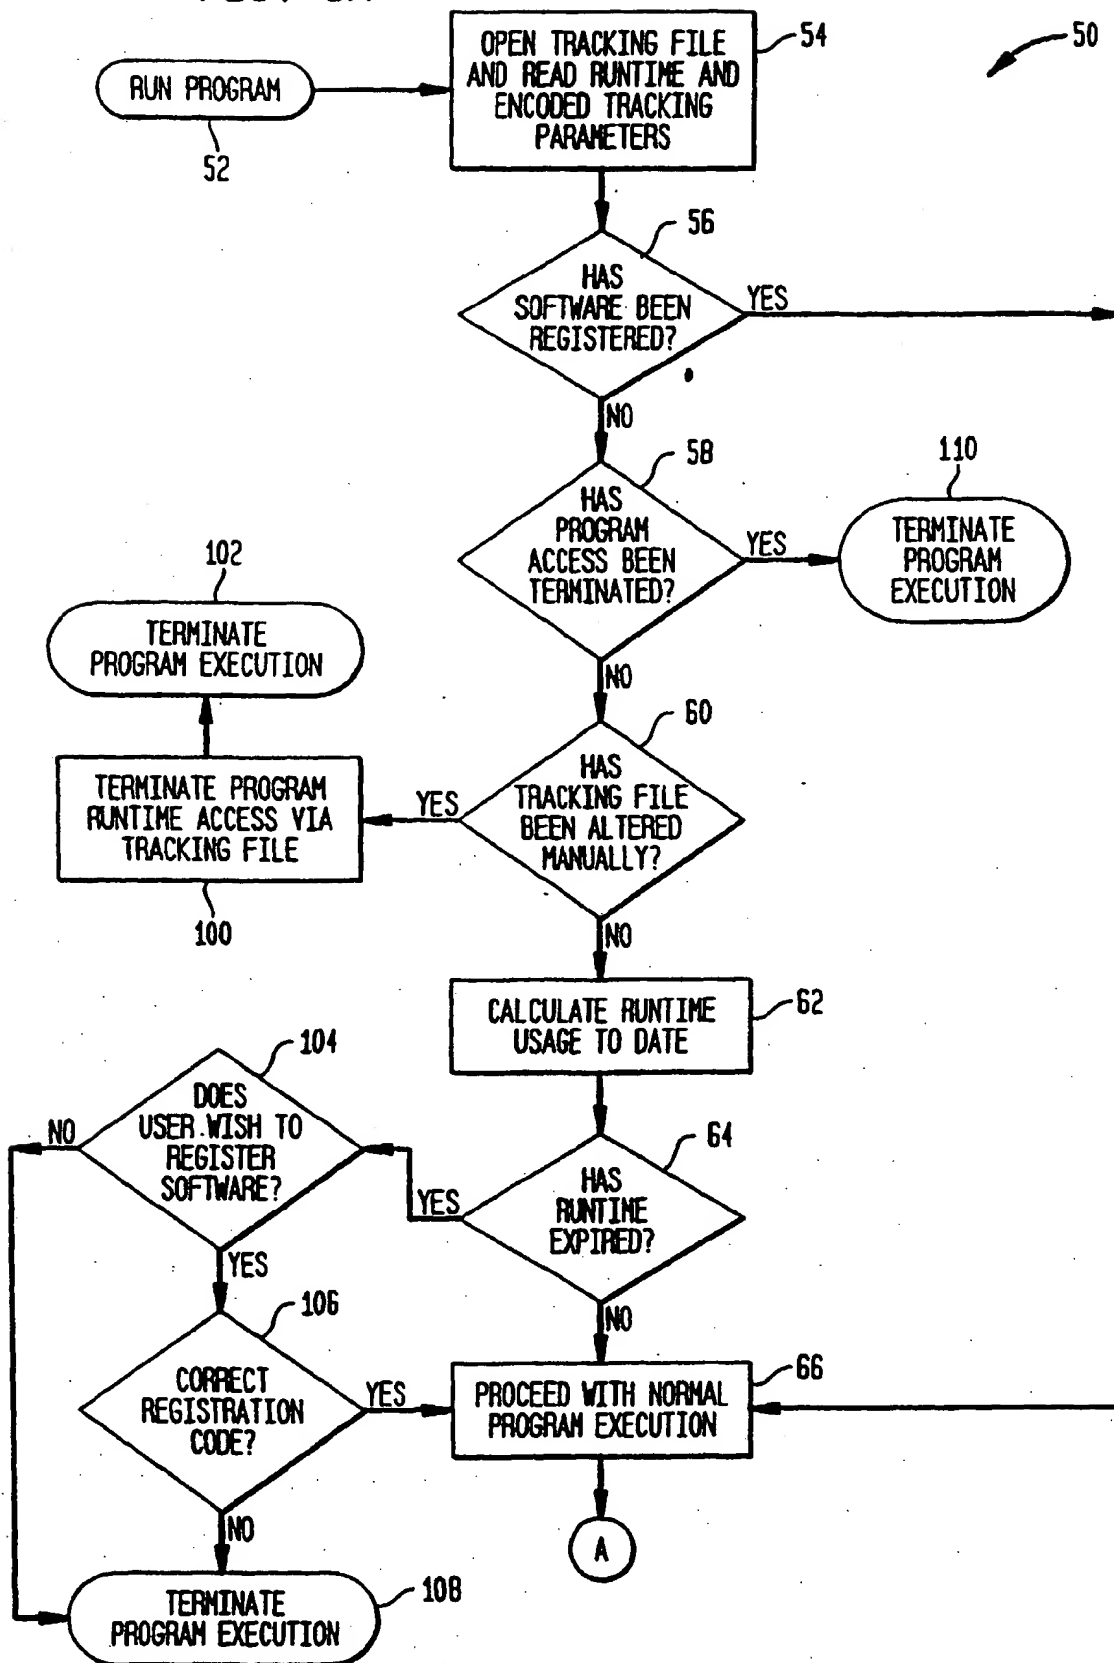 50
OPEN TRACKING FILE
AND READ RUNTIME AND
ENCODED TRACKING
PARAMETERS
54
RUN PROGRAM
52
56
HAS
SOFTWARE BEEN
REGISTERED?
YES
NO
58
HAS
PROGRAM
ACCESS BEEN
TERMINATED?
YES
110
TERMINATE
PROGRAM
EXECUTION
NO
102
TERMINATE
PROGRAM EXECUTION
60
HAS
TRACKING FILE
BEEN ALTERED
MANUALLY?
YES
TERMINATE PROGRAM
RUNTIME ACCESS VIA
TRACKING FILE
100
NO
CALCULATE RUNTIME
USAGE TO DATE
62
104
DOES
USER WISH TO
REGISTER
SOFTWARE?
NO
YES
64
HAS
RUNTIME
EXPIRED?
YES
NO
106
CORRECT
REGISTRATION
CODE?
YES
66
PROCEED WITH NORMAL
PROGRAM EXECUTION
NO
A
TERMINATE
PROGRAM EXECUTION
108